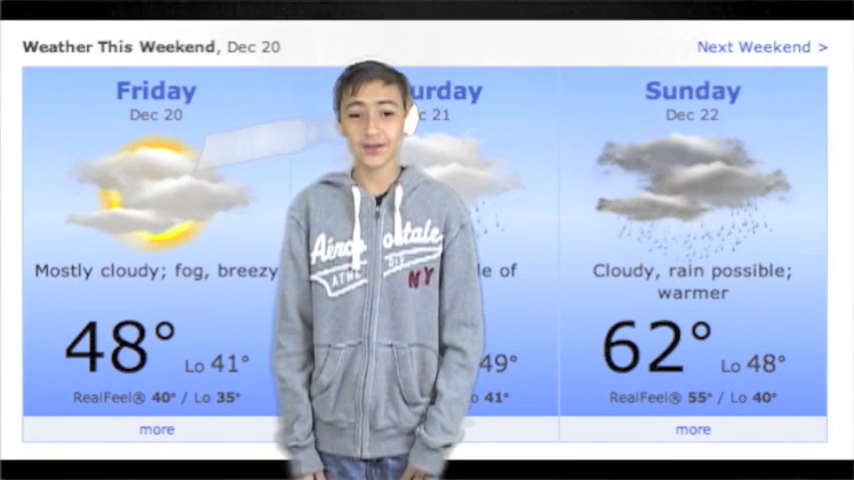 Weather This Weekend, Dec 20
Next Weekend >
Friday
Dec 20
Mostly cloudy; fog, breezy
48° Lo 41°
RealFeel® 40° / Lo 35°
more
urday
21
of
49°
41°
Aéro ostale
NY
Sunday
Dec 22
Cloudy, rain possible;
warmer
62° Lo 48°
RealFeel® 55° / Lo 40°
more